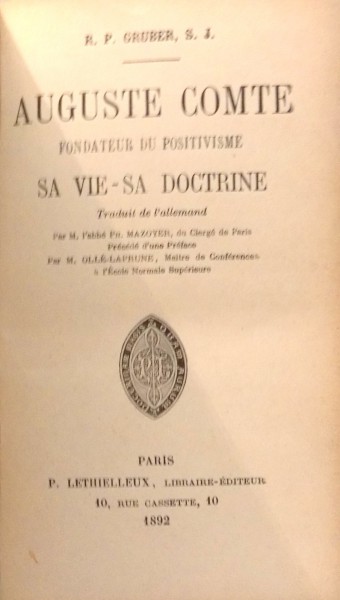 R. P. GRUBER, S. J.
AUGUSTE COMTE
FONDATEUR DU POSITIVISME
SA VIE - SA DOCTRINE
Traduit de l'allemand
Par M. l'abbé PH. MAZOYER, du Clergé de Paris
Précédé d'une Préface
Par M. OLLÉ-LAPRUNE, Maître de Conférences
à l'École Normale Supérieure
PARIS
P. LETHIELLEUX, LIBRAIRE-ÉDITEUR
10, RUE CASSETTE, 10
1892